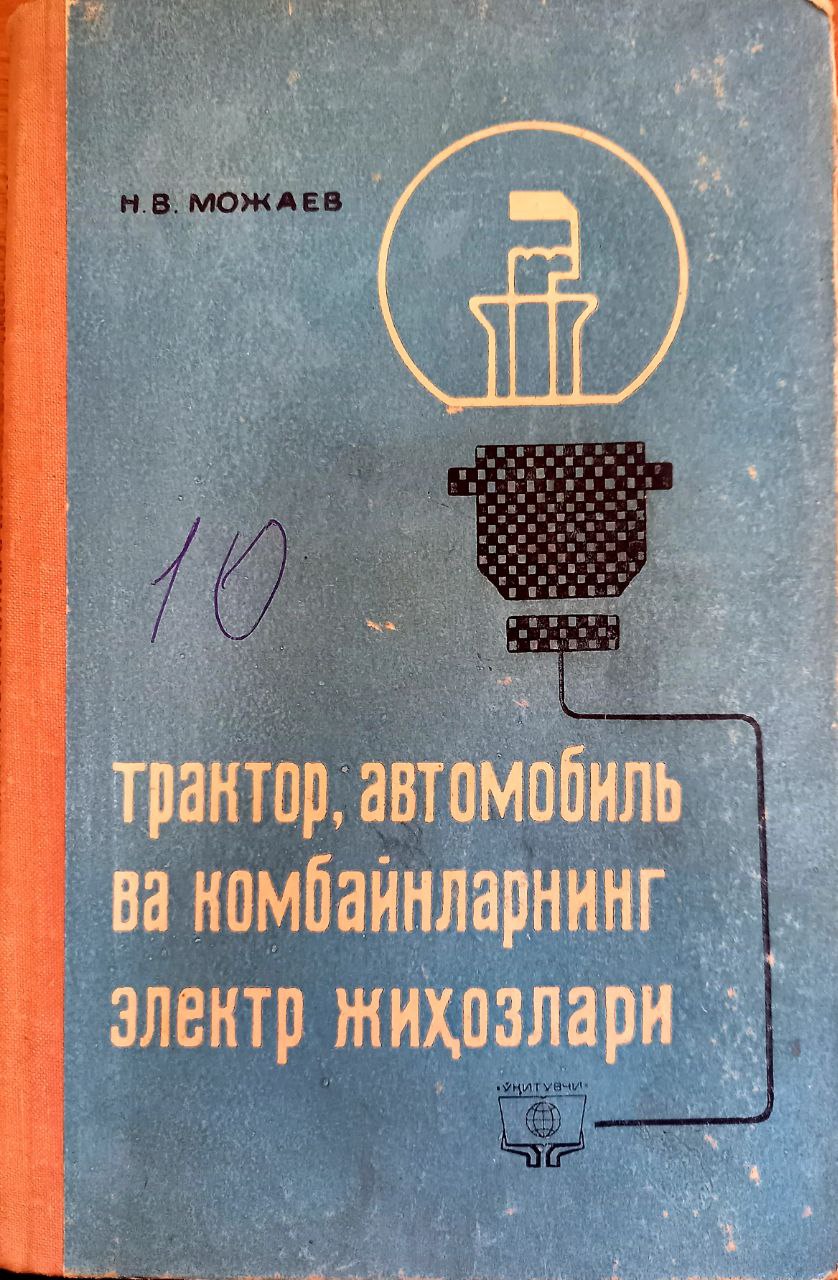 Н.В. МОЖАЕВ
10
трактор, автомобиль
ва комбайнларнинг
электр жиҳозлари
•ЎҚИТУВЧИ•